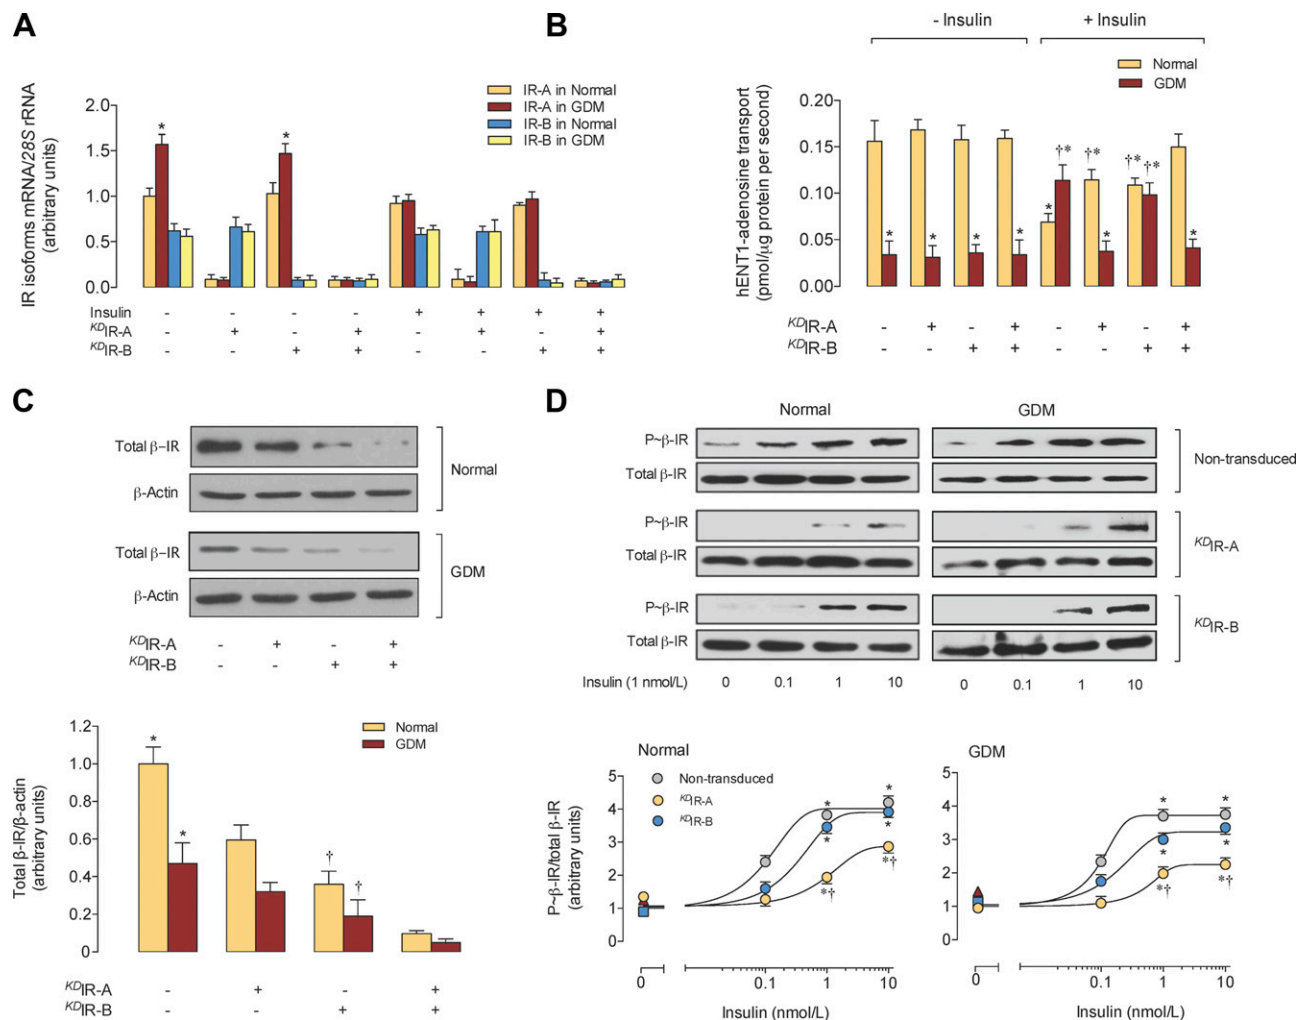 A
IR isoforms mRNA/28S rRNA
(arbitrary units)
2.0
1.5
1.0
0.5
0.0
IR-A in Normal
IR-A in GDM
IR-B in Normal
IR-B in GDM
* *
Insulin - - - - + + + +
KDIR-A - + - + - + - +
KDIR-B - - + + - - + +
B
- Insulin + Insulin
Normal
GDM
hENT1-adenosine transport
(pmol/μg protein per second)
0.20
0.15
0.10
0.05
0.00
* * * * * †* †* * †* †* *
KDIR-A - + - + - + - +
KDIR-B - - + + - - + +
C
Total β-IR
β-Actin
Normal
Total β-IR
β-Actin
GDM
KDIR-A - + - +
KDIR-B - - + +
Total β-IR/β-actin
(arbitrary units)
1.2
1.0
0.8
0.6
0.4
0.2
0
Normal
GDM
* * † †
KDIR-A - + - +
KDIR-B - - + +
D
Normal GDM
P~β-IR
Total β-IR
Non-transduced
P~β-IR
Total β-IR
KDIR-A
P~β-IR
Total β-IR
KDIR-B
Insulin (1 nmol/L) 0 0.1 1 10 0 0.1 1 10
Normal
Non-transduced
KDIR-A
KDIR-B
P~β-IR/total β-IR
(arbitrary units)
5
4
3
2
1
0
* * * * *† *†
0 0.1 1 10
Insulin (nmol/L)
GDM
5
4
3
2
1
0
* * * * *† *†
0 0.1 1 10
Insulin (nmol/L)